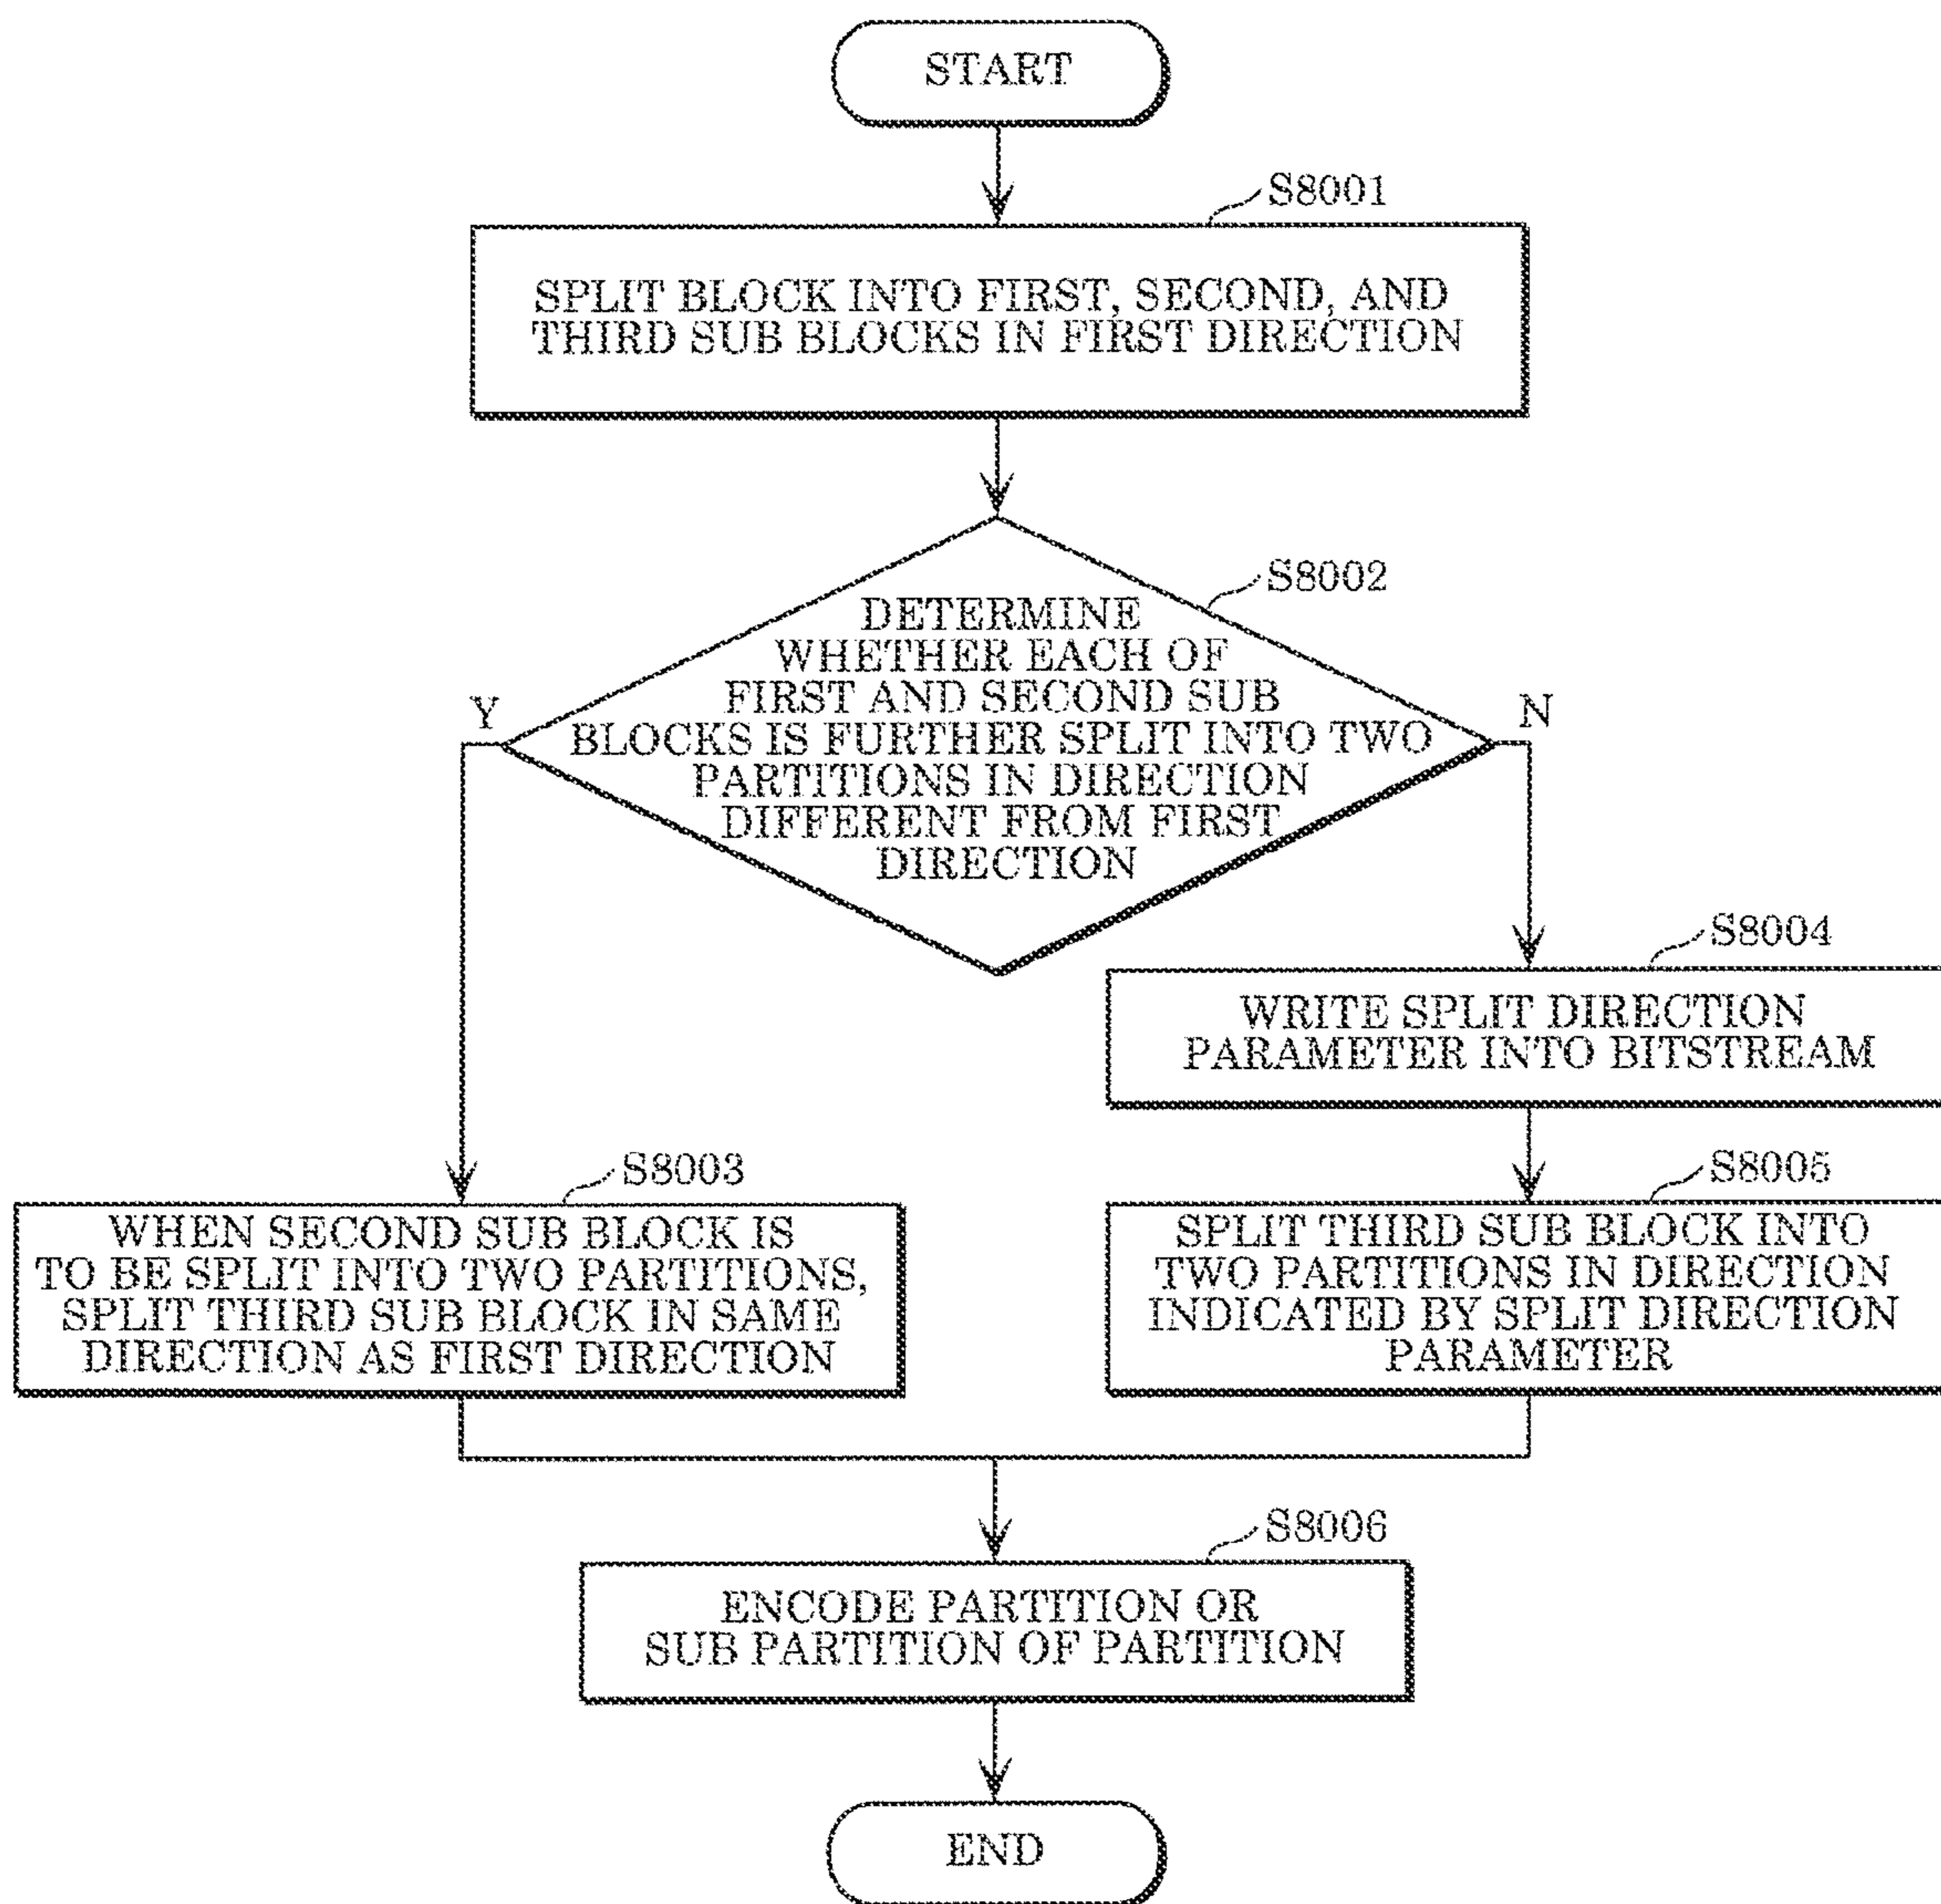 START
S8001
SPLIT BLOCK INTO FIRST, SECOND, AND
THIRD SUB BLOCKS IN FIRST DIRECTION
S8002
DETERMINE
WHETHER EACH OF
FIRST AND SECOND SUB
BLOCKS IS FURTHER SPLIT INTO TWO
PARTITIONS IN DIRECTION
DIFFERENT FROM FIRST
DIRECTION
Y
N
S8004
WRITE SPLIT DIRECTION
PARAMETER INTO BITSTREAM
S8003
WHEN SECOND SUB BLOCK IS
TO BE SPLIT INTO TWO PARTITIONS,
SPLIT THIRD SUB BLOCK IN SAME
DIRECTION AS FIRST DIRECTION
S8005
SPLIT THIRD SUB BLOCK INTO
TWO PARTITIONS IN DIRECTION
INDICATED BY SPLIT DIRECTION
PARAMETER
S8006
ENCODE PARTITION OR
SUB PARTITION OF PARTITION
END